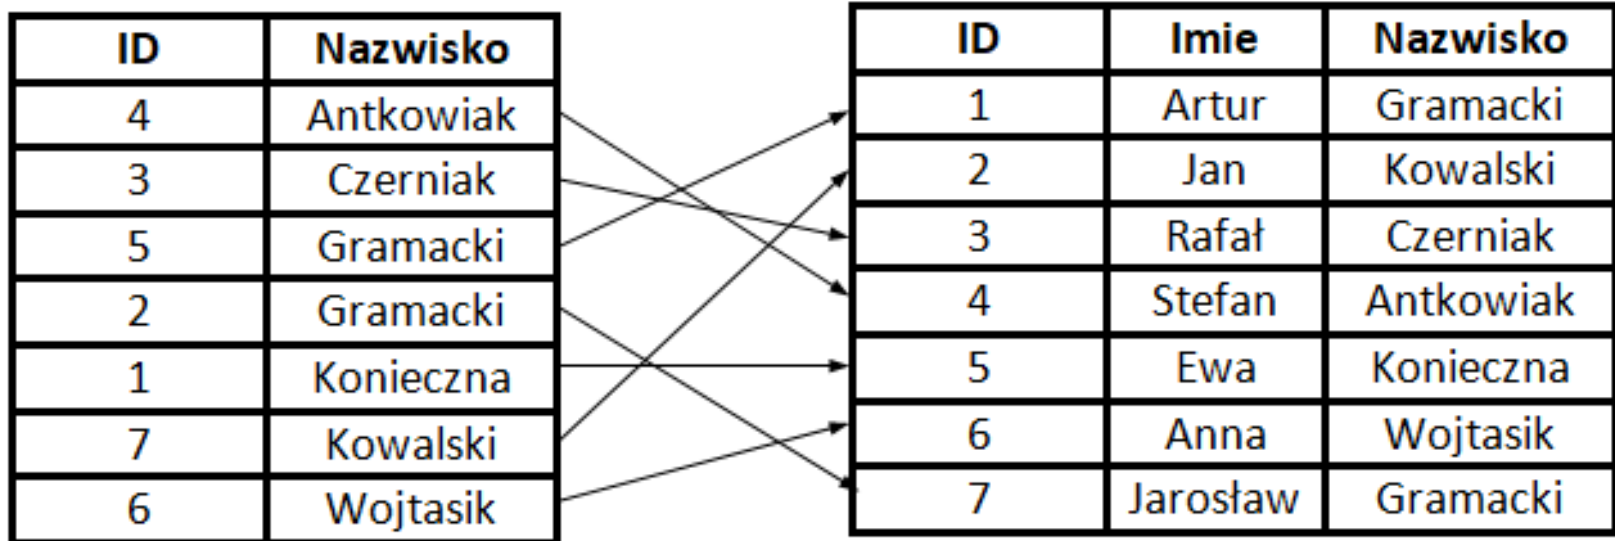 ID Nazwisko
4 Antkowiak
3 Czerniak
5 Gramacki
2 Gramacki
1 Konieczna
7 Kowalski
6 Wojtasik
ID Imie Nazwisko
1 Artur Gramacki
2 Jan Kowalski
3 Rafał Czerniak
4 Stefan Antkowiak
5 Ewa Konieczna
6 Anna Wojtasik
7 Jarosław Gramacki